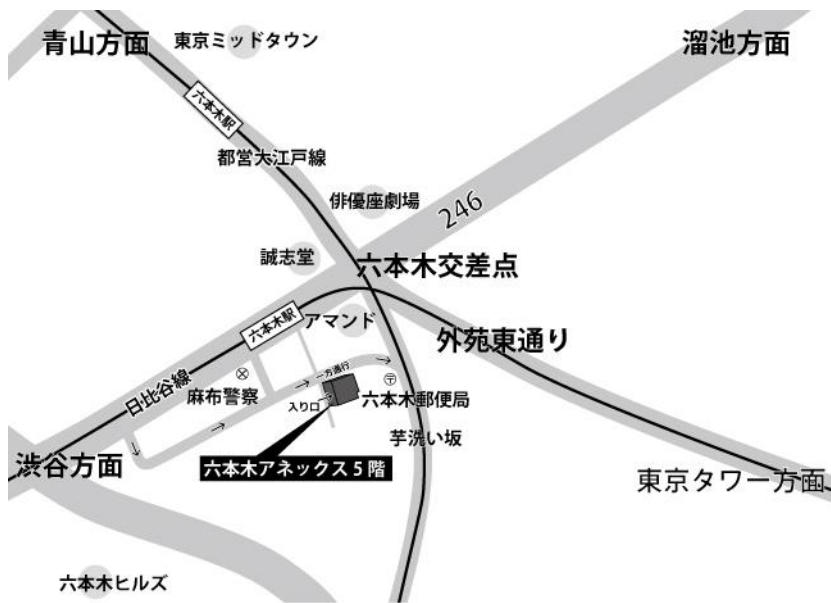 青山方面
東京ミッドタウン
溜池方面
六本木駅
都営大江戸線
俳優座劇場
246
誠志堂
六本木交差点
六本木駅
アマンド
外苑東通り
一方通行
日比谷線
麻布警察
入り口
〒
六本木郵便局
芋洗い坂
渋谷方面
六本木アネックス5階
東京タワー方面
六本木ヒルズ